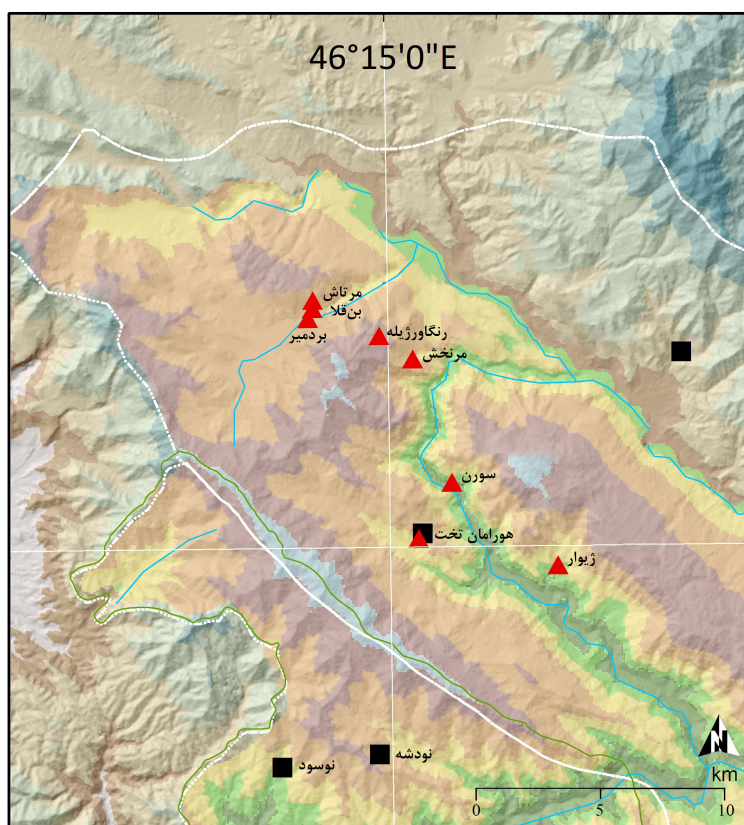 46°15'0"E
مرتاش
بن‌قلا
بردمیر
رنگاورژیله
مرنخش
سورن
هورامان تخت
ژیوار
نودشه
نوسود
N
km
0 5 10